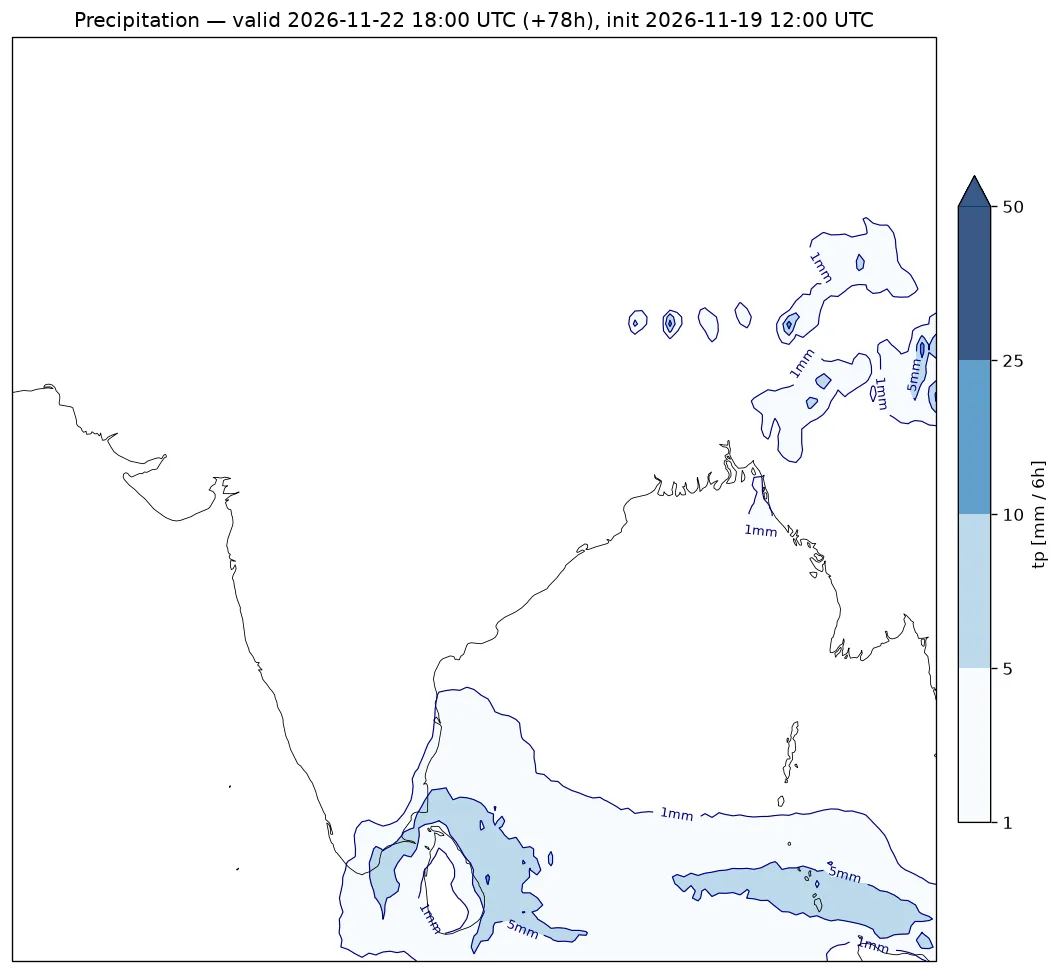 Precipitation — valid 2026-11-22 18:00 UTC (+78h), init 2026-11-19 12:00 UTC
50
25
10
5
1
tp [mm / 6h]
1mm
1mm
1mm
5mm
1mm
1mm
5mm
1mm
5mm
1mm